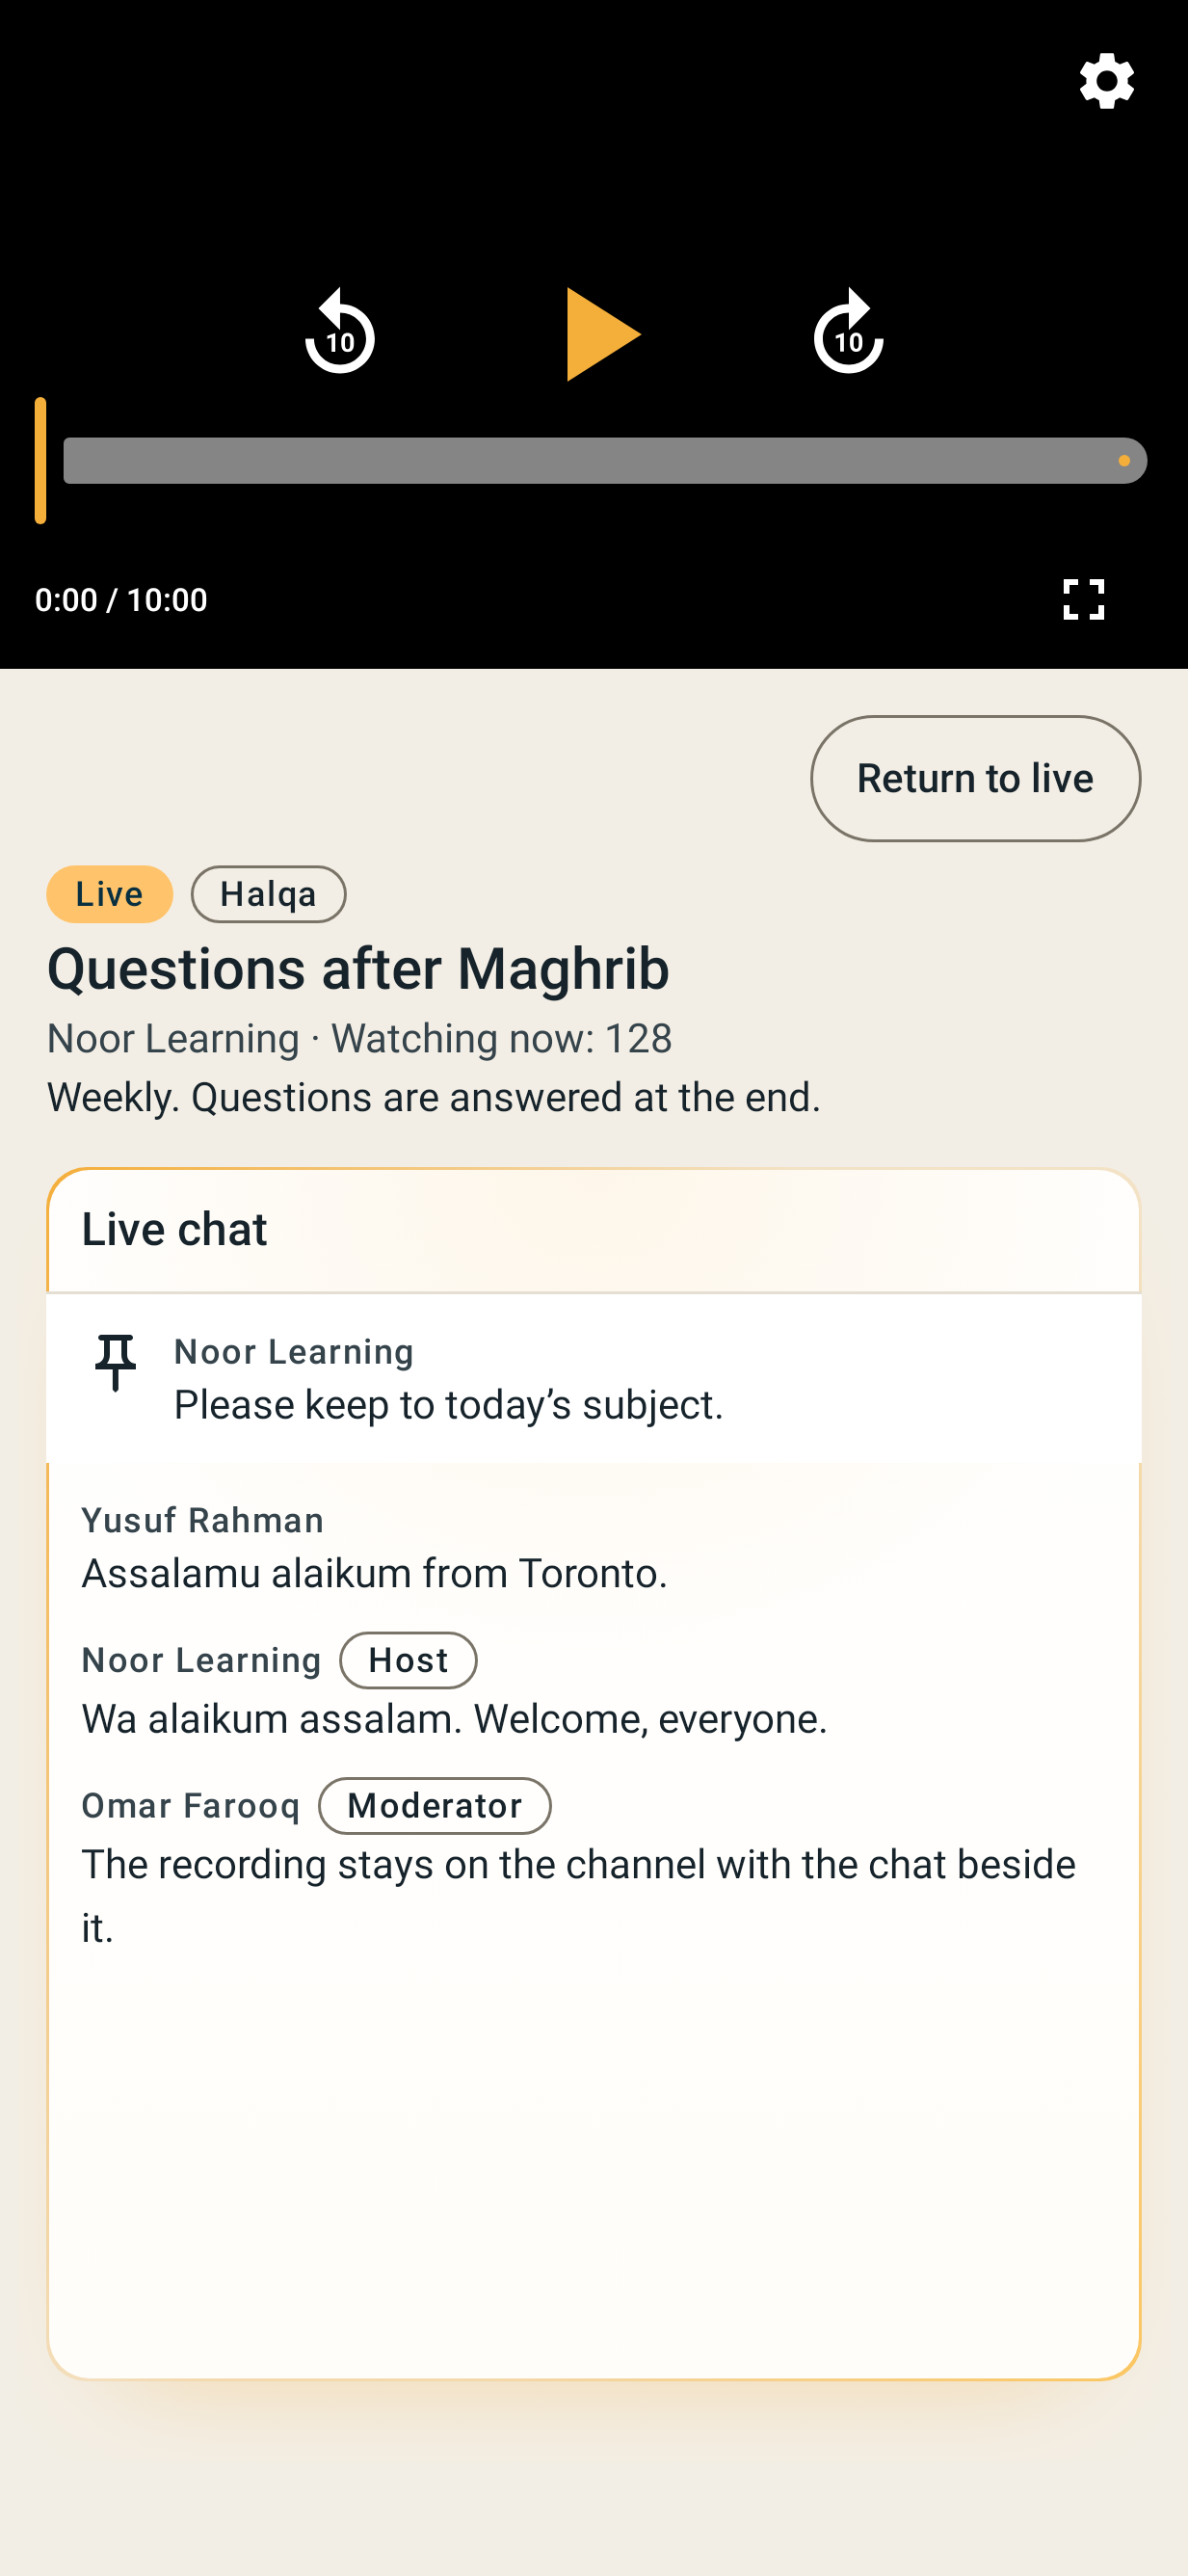 10
10
0:00 / 10:00
Return to live
Live
Halqa
Questions after Maghrib
Noor Learning · Watching now: 128
Weekly. Questions are answered at the end.
Live chat
Noor Learning
Please keep to today’s subject.
Yusuf Rahman
Assalamu alaikum from Toronto.
Noor Learning Host
Wa alaikum assalam. Welcome, everyone.
Omar Farooq Moderator
The recording stays on the channel with the chat beside
it.